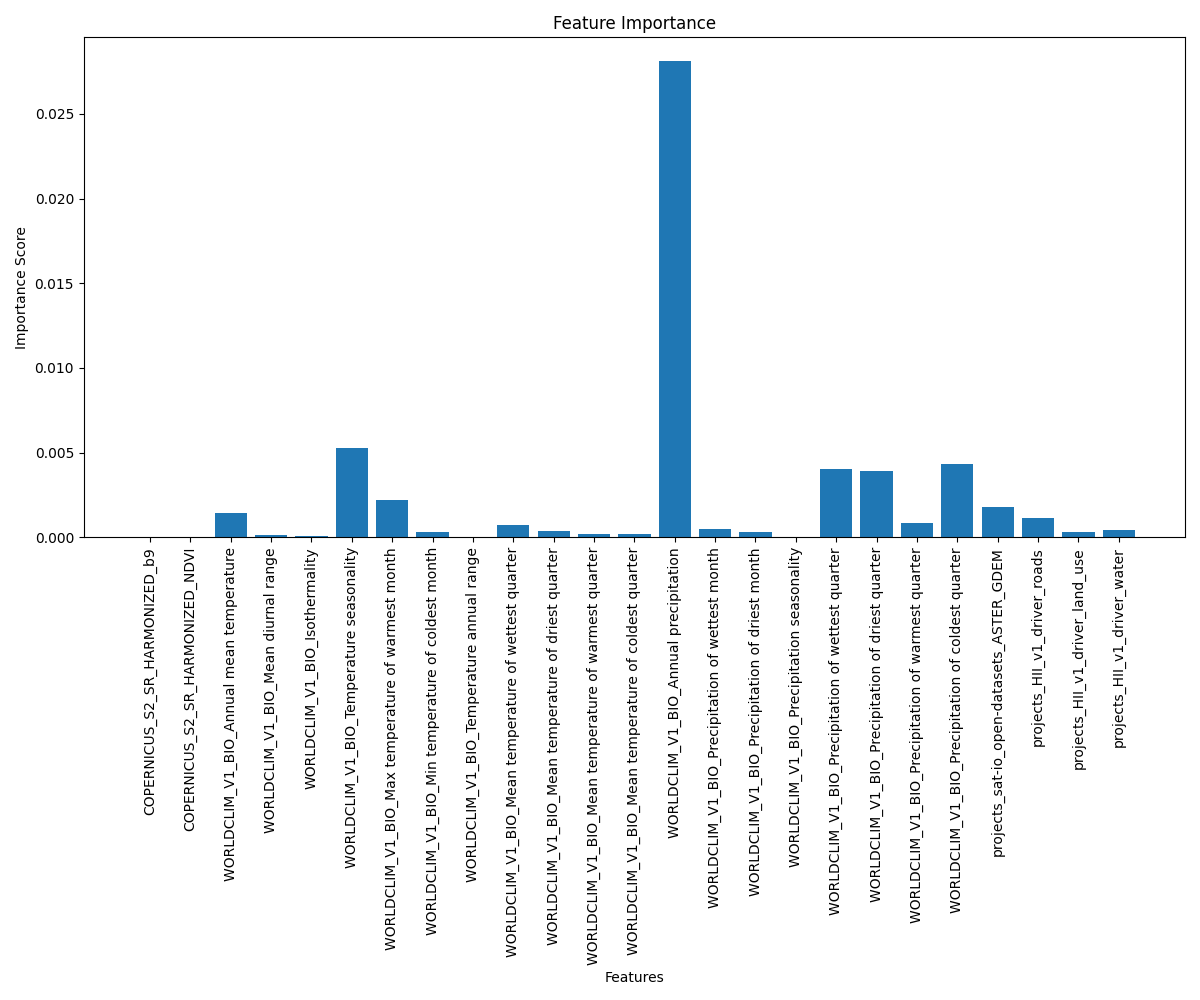 Feature Importance
Importance Score
0.025
0.020
0.015
0.010
0.005
0.000
COPERNICUS_S2_SR_HARMONIZED_b9
COPERNICUS_S2_SR_HARMONIZED_NDVI
WORLDCLIM_V1_BIO_Annual mean temperature
WORLDCLIM_V1_BIO_Mean diurnal range
WORLDCLIM_V1_BIO_Isothermality
WORLDCLIM_V1_BIO_Temperature seasonality
WORLDCLIM_V1_BIO_Max temperature of warmest month
WORLDCLIM_V1_BIO_Min temperature of coldest month
WORLDCLIM_V1_BIO_Temperature annual range
WORLDCLIM_V1_BIO_Mean temperature of wettest quarter
WORLDCLIM_V1_BIO_Mean temperature of driest quarter
WORLDCLIM_V1_BIO_Mean temperature of warmest quarter
WORLDCLIM_V1_BIO_Mean temperature of coldest quarter
WORLDCLIM_V1_BIO_Annual precipitation
WORLDCLIM_V1_BIO_Precipitation of wettest month
WORLDCLIM_V1_BIO_Precipitation of driest month
WORLDCLIM_V1_BIO_Precipitation seasonality
WORLDCLIM_V1_BIO_Precipitation of wettest quarter
WORLDCLIM_V1_BIO_Precipitation of driest quarter
WORLDCLIM_V1_BIO_Precipitation of warmest quarter
WORLDCLIM_V1_BIO_Precipitation of coldest quarter
projects_sat-io_open-datasets_ASTER_GDEM
projects_HII_v1_driver_roads
projects_HII_v1_driver_land_use
projects_HII_v1_driver_water
Features